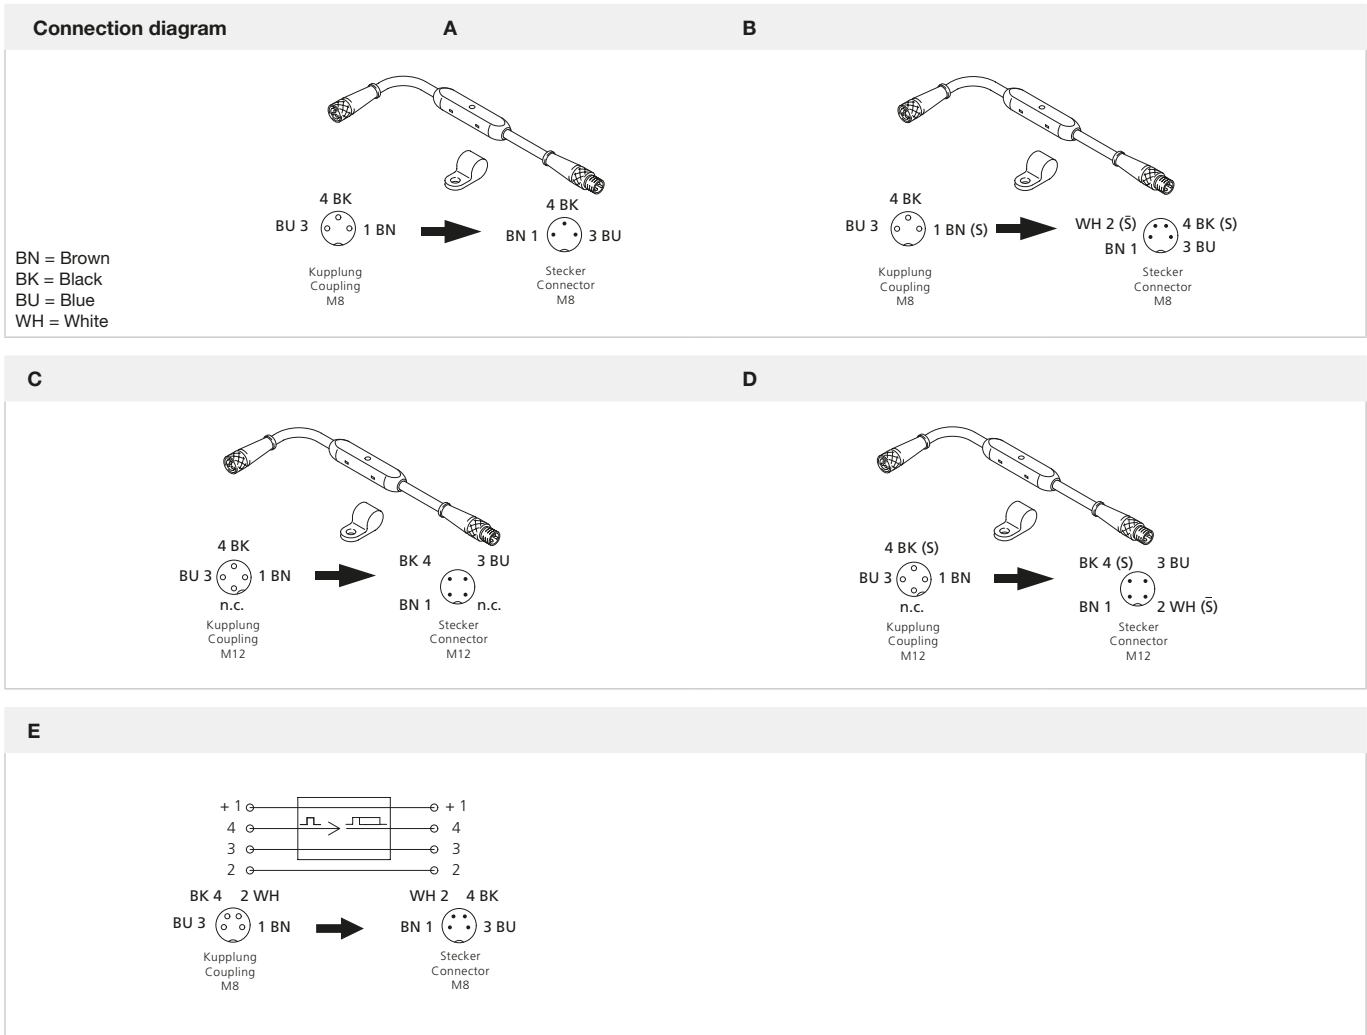 Connection diagram A B
4 BK
BU 3 1 BN
Kupplung
Coupling
M8
4 BK
BN 1 3 BU
Stecker
Connector
M8
BN = Brown
BK = Black
BU = Blue
WH = White
4 BK
BU 3 1 BN (S)
Kupplung
Coupling
M8
WH 2 (S̄) 4 BK (S)
BN 1 3 BU
Stecker
Connector
M8
C D
4 BK
BU 3 1 BN
n.c.
Kupplung
Coupling
M12
BK 4 3 BU
BN 1 n.c.
Stecker
Connector
M12
4 BK (S)
BU 3 1 BN
n.c.
Kupplung
Coupling
M12
BK 4 (S) 3 BU
BN 1 2 WH (S̄)
Stecker
Connector
M12
E
+ 1 + 1
4 4
3 3
2 2
BK 4 2 WH
BU 3 1 BN
Kupplung
Coupling
M8
WH 2 4 BK
BN 1 3 BU
Stecker
Connector
M8